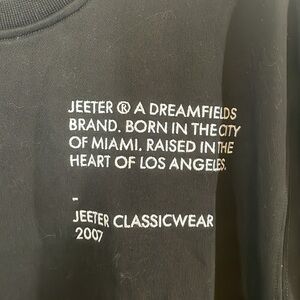 JEETER ® A DREAMFIELDS
BRAND. BORN IN THE CITY
OF MIAMI. RAISED IN THE
HEART OF LOS ANGELES.
-
JEETER CLASSICWEAR
2007